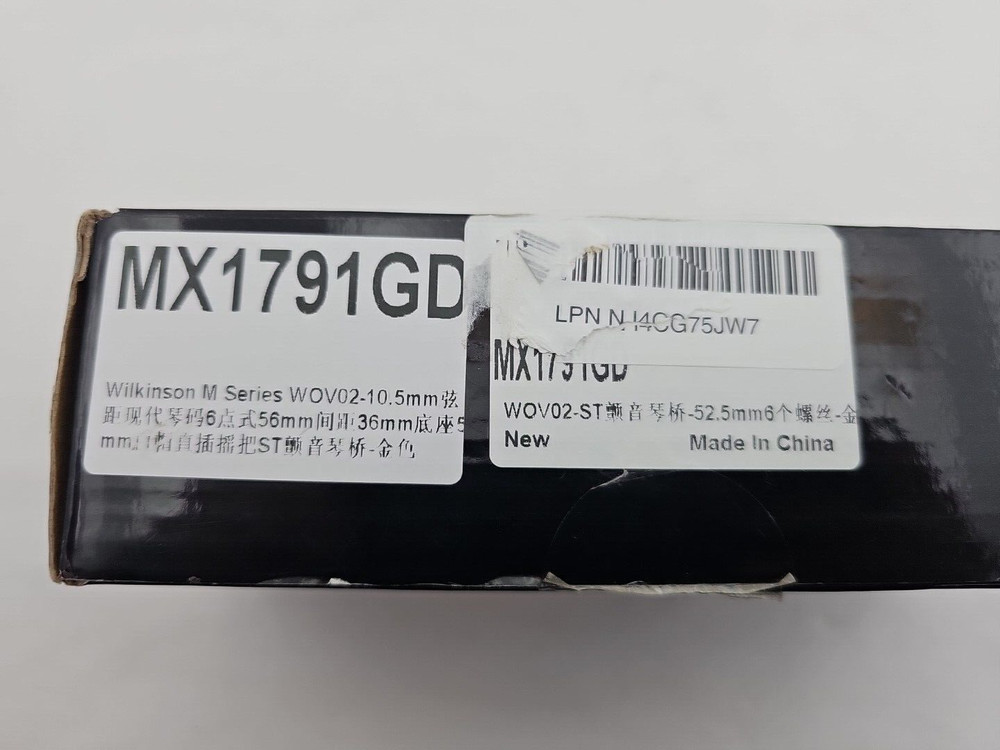 MX1791GD
Wilkinson M Series WOV02-10.5mm弦
距现代琴码6点式56mm间距36mm底座5
直插摇把ST颤音琴桥-金色
LPN
MX1791GD
WOV02-ST颤音琴桥-52.5mm6个螺丝-金
New Made In China